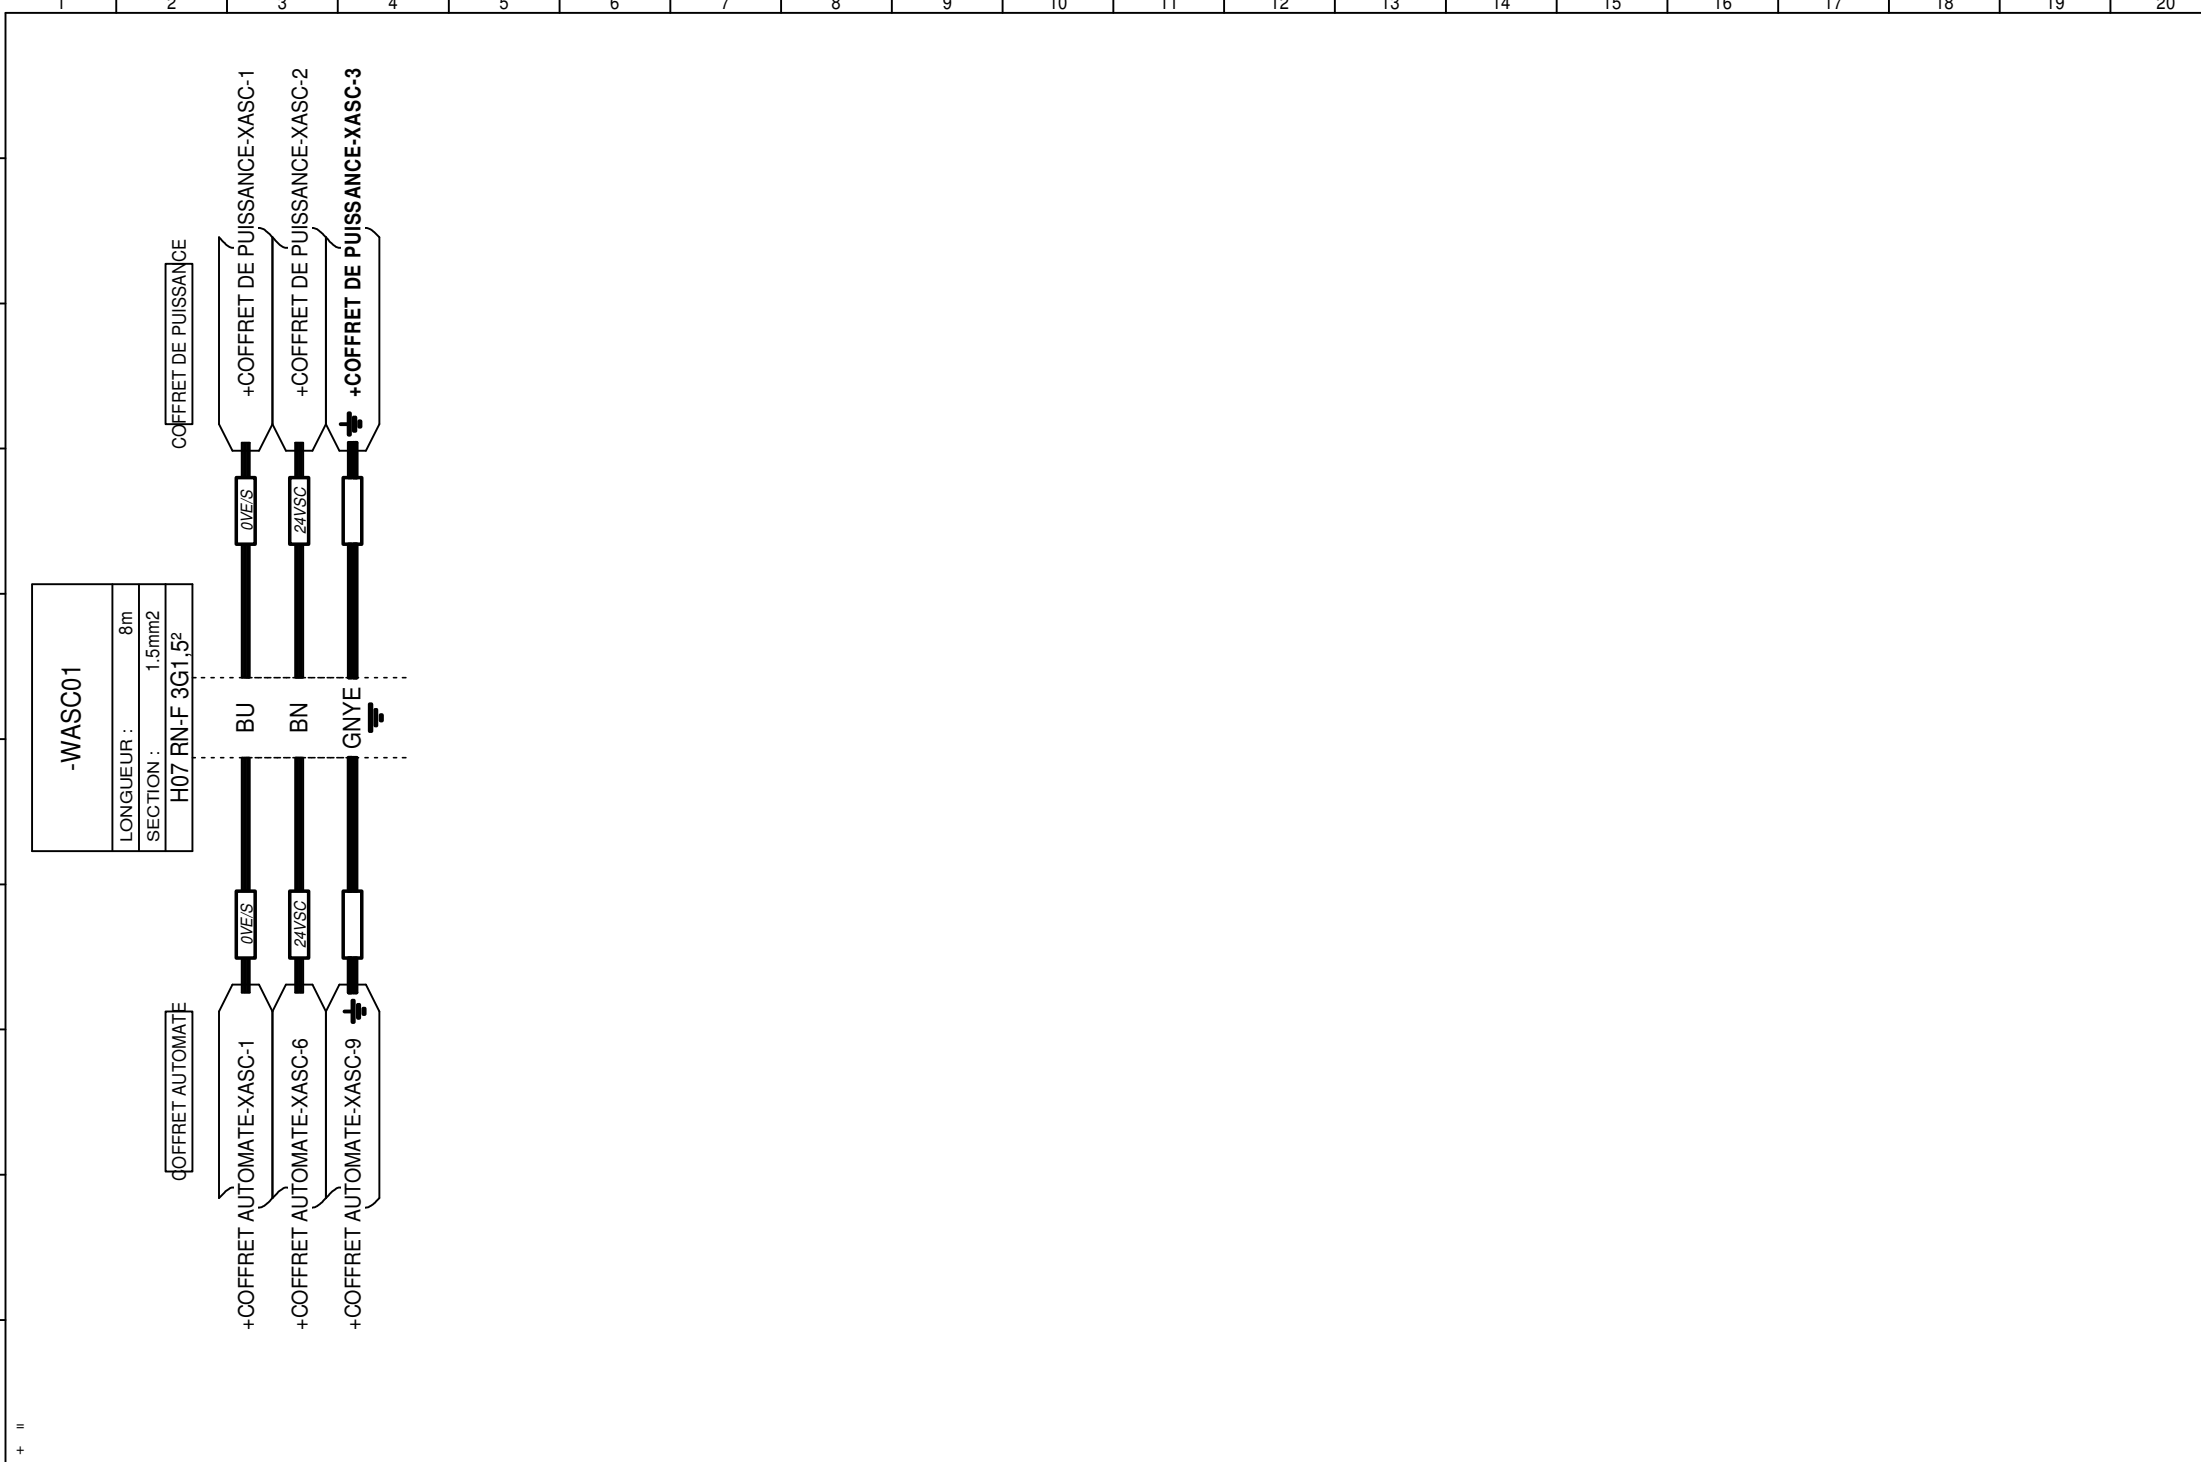 1 2 3 4 5 6 7 8 9 10 11 12 13 14 15 16 17 18 19 20
-WASC01
LONGUEUR : 8m
SECTION : 1.5mm2
H07 RN-F 3G1,5²
COFFRET AUTOMATE
COFFRET DE PUISSANCE
+COFFRET AUTOMATE-XASC-1 0VE/S BU 0VE/S +COFFRET DE PUISSANCE-XASC-1
+COFFRET AUTOMATE-XASC-6 24VSC BN 24VSC +COFFRET DE PUISSANCE-XASC-2
+COFFRET AUTOMATE-XASC-9 GNYE +COFFRET DE PUISSANCE-XASC-3
=
+